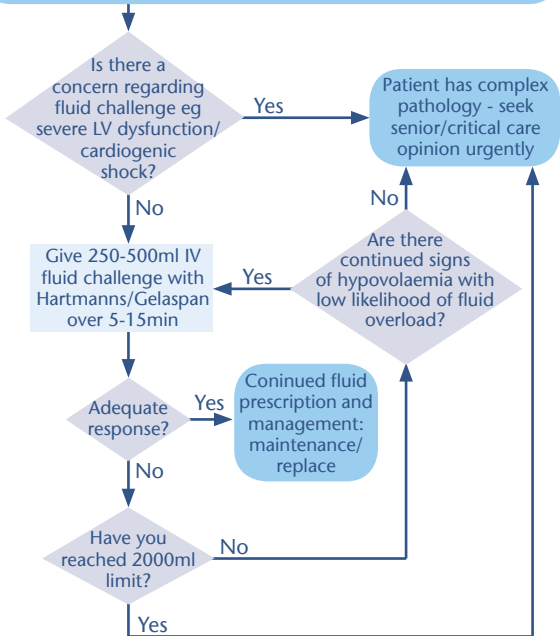 Is there a
concern regarding
fluid challenge eg
severe LV dysfunction/
cardiogenic
shock?
Yes
Patient has complex
pathology - seek
senior/critical care
opinion urgently
No
No
Give 250-500ml IV
fluid challenge with
Hartmanns/Gelaspan
over 5-15min
Yes
Are there
continued signs
of hypovolaemia with
low likelihood of fluid
overload?
Adequate
response?
Yes
Coninued fluid
prescription and
management:
maintenance/
replace
No
Have you
reached 2000ml
limit?
No
Yes